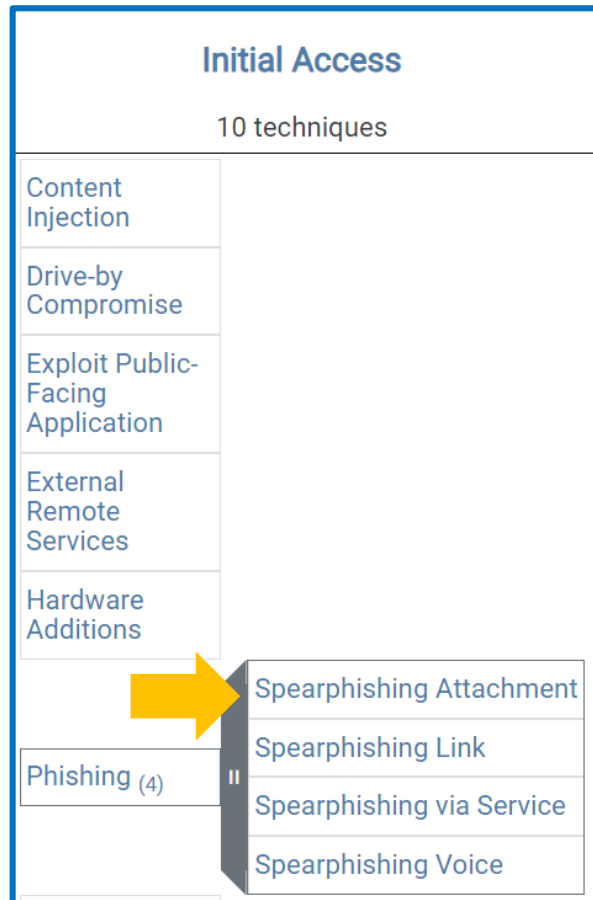 Initial Access
10 techniques
Content
Injection
Drive-by
Compromise
Exploit Public-
Facing
Application
External
Remote
Services
Hardware
Additions
Phishing (4)
Spearphishing Attachment
Spearphishing Link
Spearphishing via Service
Spearphishing Voice